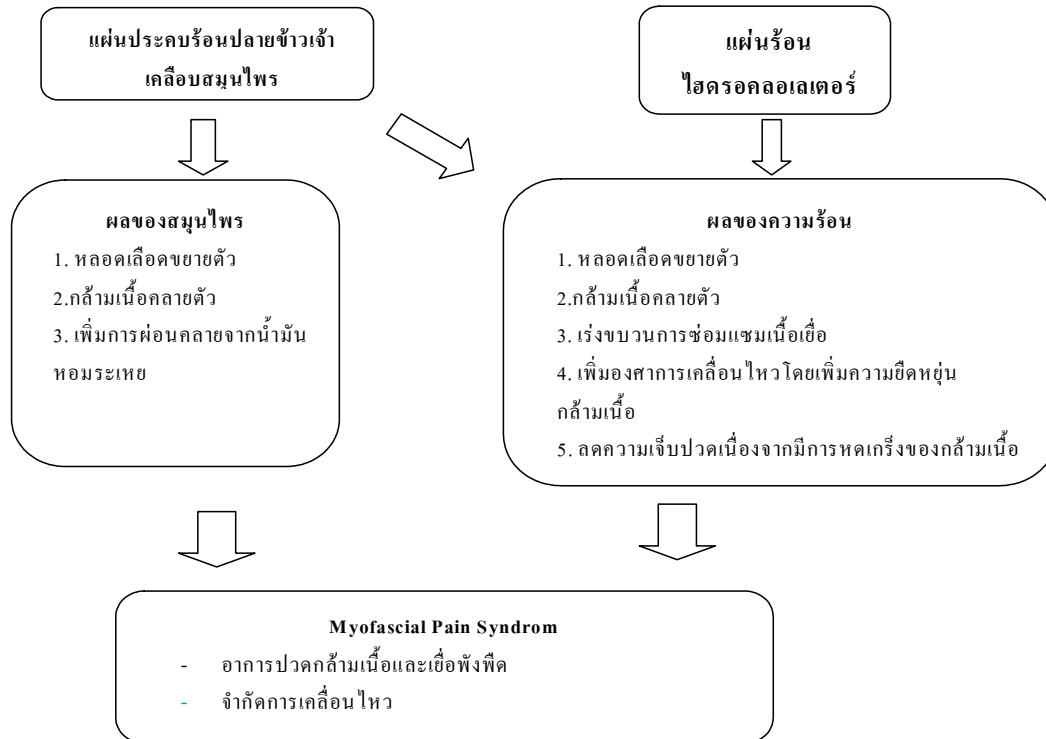 แผ่นประคบร้อนปลายข้าวเจ้า
เคลือบสมุนไพร
แผ่นร้อน
ไฮดรอคลอเลเตอร์
ผลของสมุนไพร
1. หลอดเลือดขยายตัว
2.กล้ามเนื้อคลายตัว
3. เพิ่มการผ่อนคลายจากน้ำมัน
หอมระเหย
ผลของความร้อน
1. หลอดเลือดขยายตัว
2.กล้ามเนื้อคลายตัว
3. เร่งขบวนการซ่อมแซมเนื้อเยื่อ
4. เพิ่มองศาการเคลื่อนไหวโดยเพิ่มความยืดหยุ่น
กล้ามเนื้อ
5. ลดความเจ็บปวดเนื่องจากมีการหดเกร็งของกล้ามเนื้อ
Myofascial Pain Syndrom
- อาการปวดกล้ามเนื้อและเยื่อพังพืด
- จำกัดการเคลื่อนไหว